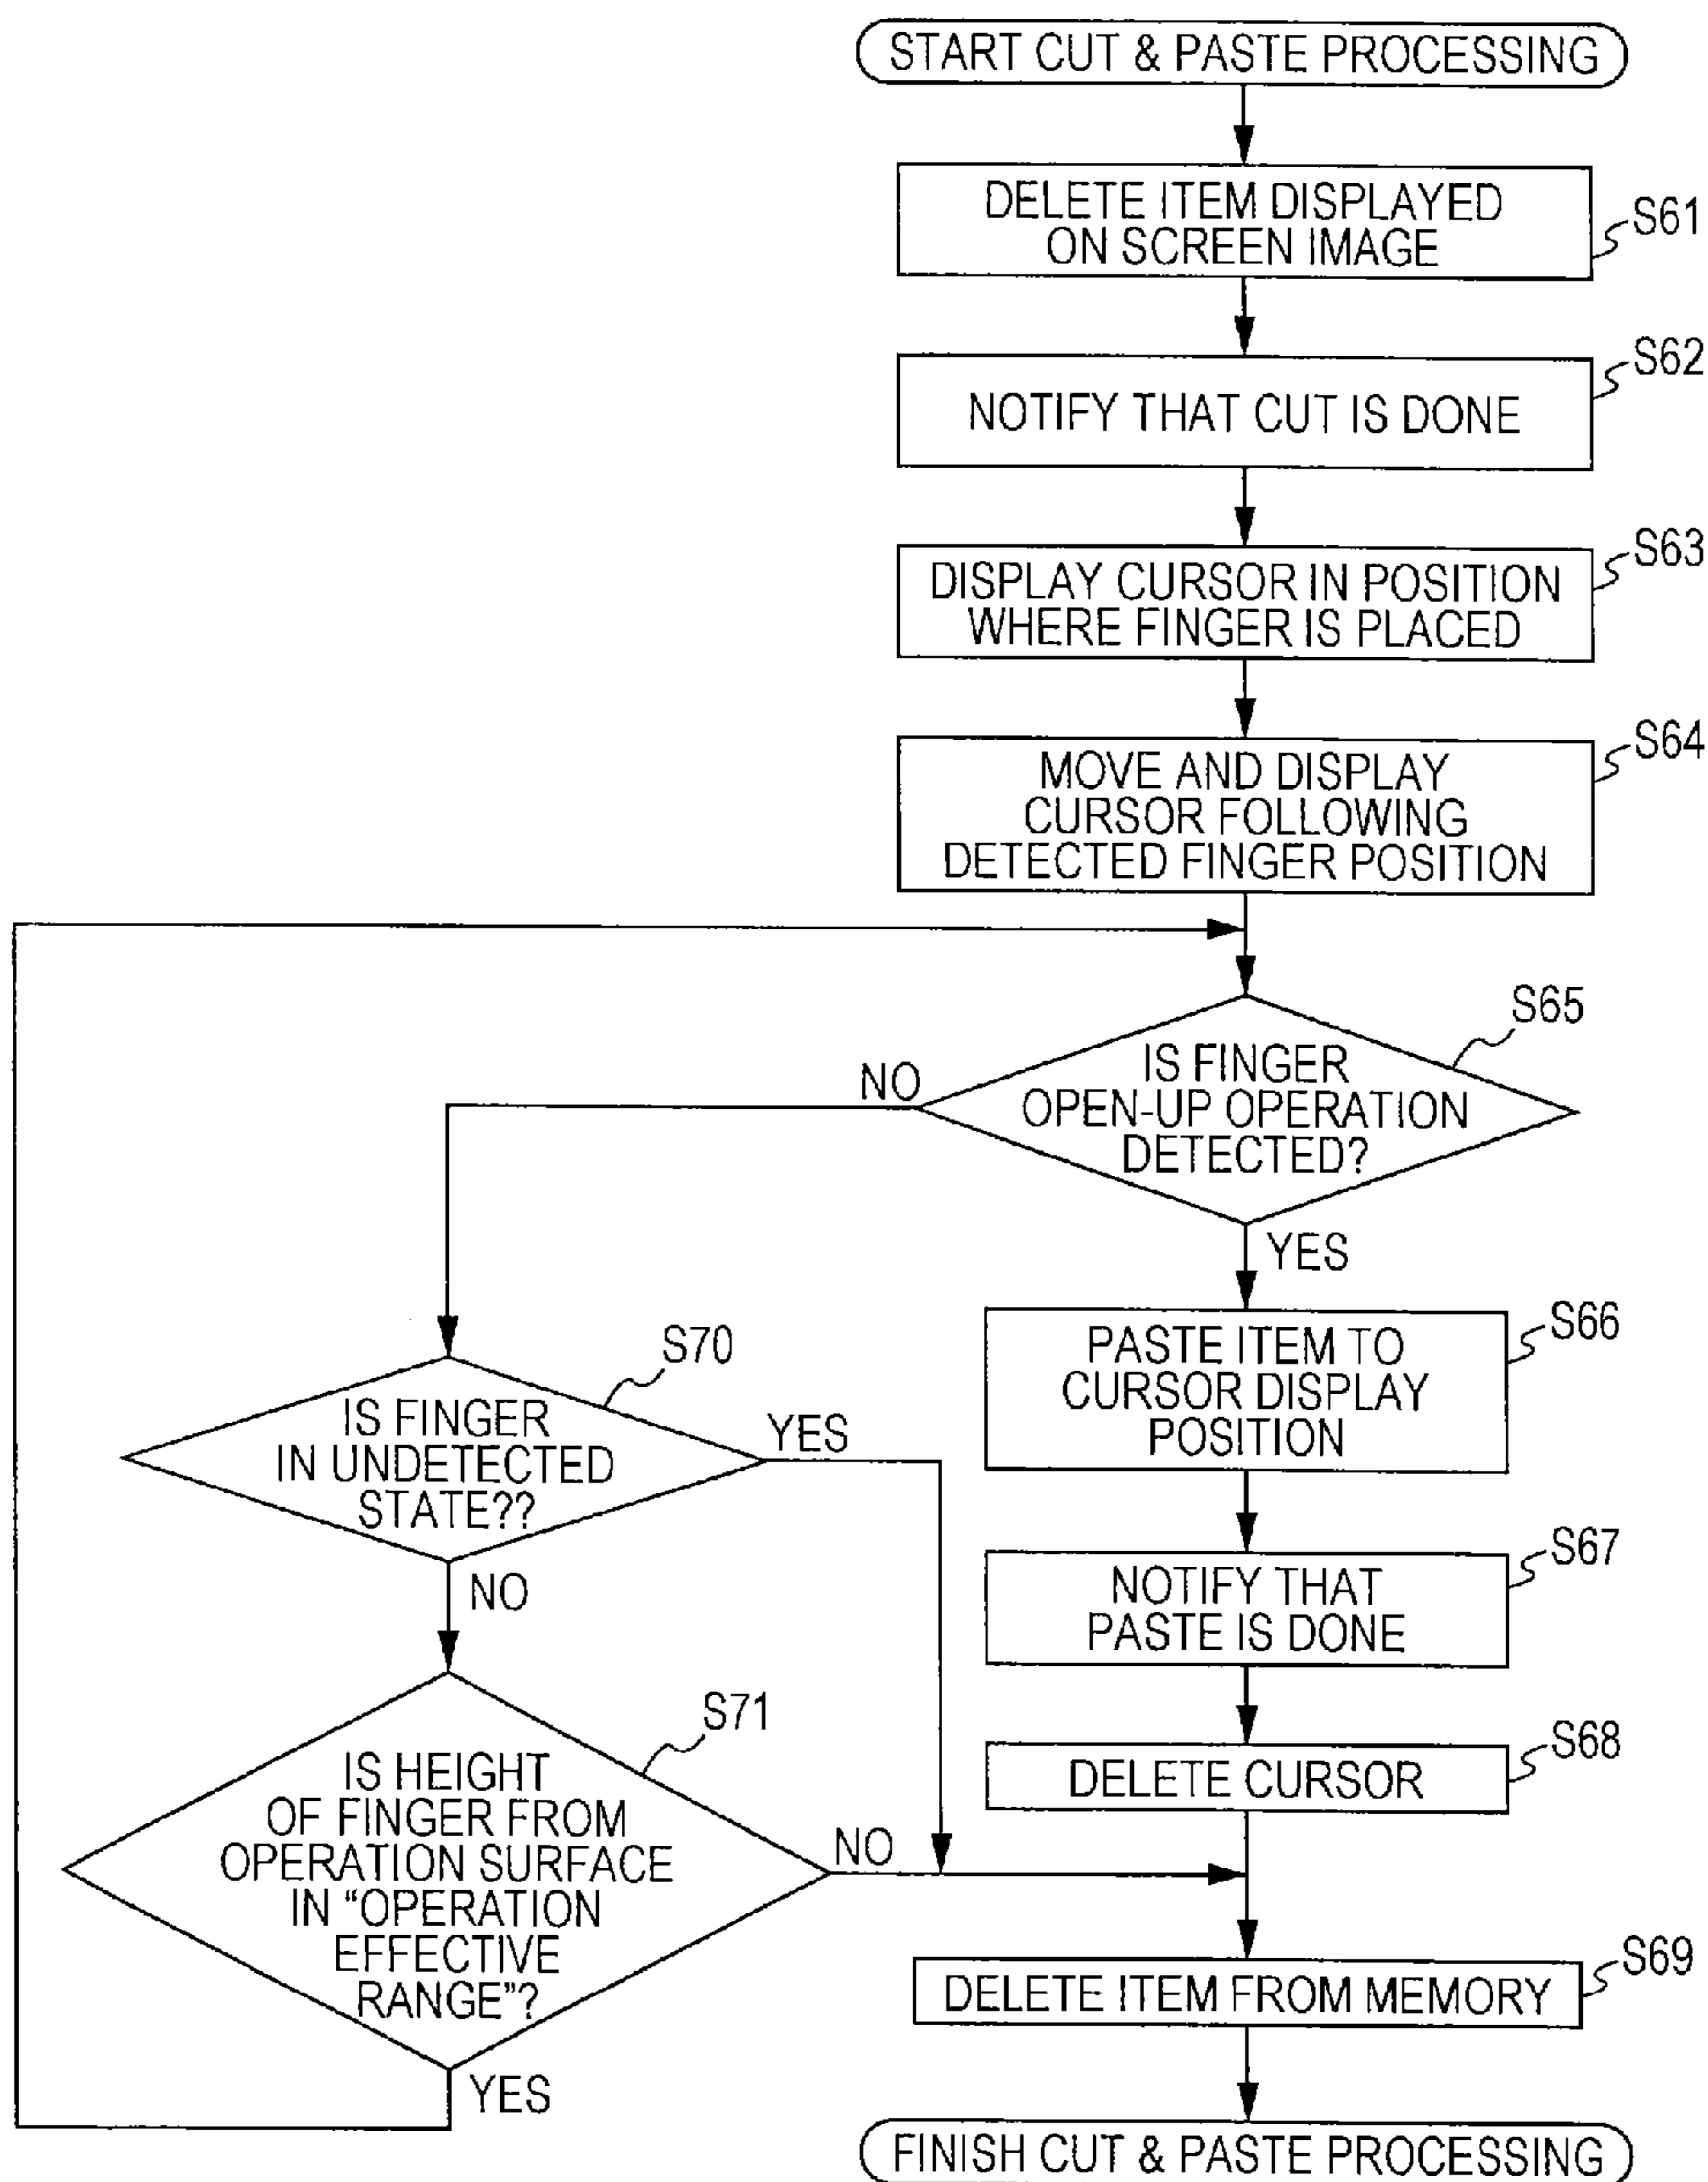 START CUT & PASTE PROCESSING
DELETE ITEM DISPLAYED
ON SCREEN IMAGE
S61
NOTIFY THAT CUT IS DONE
S62
DISPLAY CURSOR IN POSITION
WHERE FINGER IS PLACED
S63
MOVE AND DISPLAY
CURSOR FOLLOWING
DETECTED FINGER POSITION
S64
IS FINGER
OPEN-UP OPERATION
DETECTED?
S65
NO
YES
PASTE ITEM TO
CURSOR DISPLAY
POSITION
S66
NOTIFY THAT
PASTE IS DONE
S67
DELETE CURSOR
S68
IS FINGER
IN UNDETECTED
STATE??
S70
YES
NO
IS HEIGHT
OF FINGER FROM
OPERATION SURFACE
IN “OPERATION
EFFECTIVE
RANGE”?
S71
NO
YES
DELETE ITEM FROM MEMORY
S69
FINISH CUT & PASTE PROCESSING